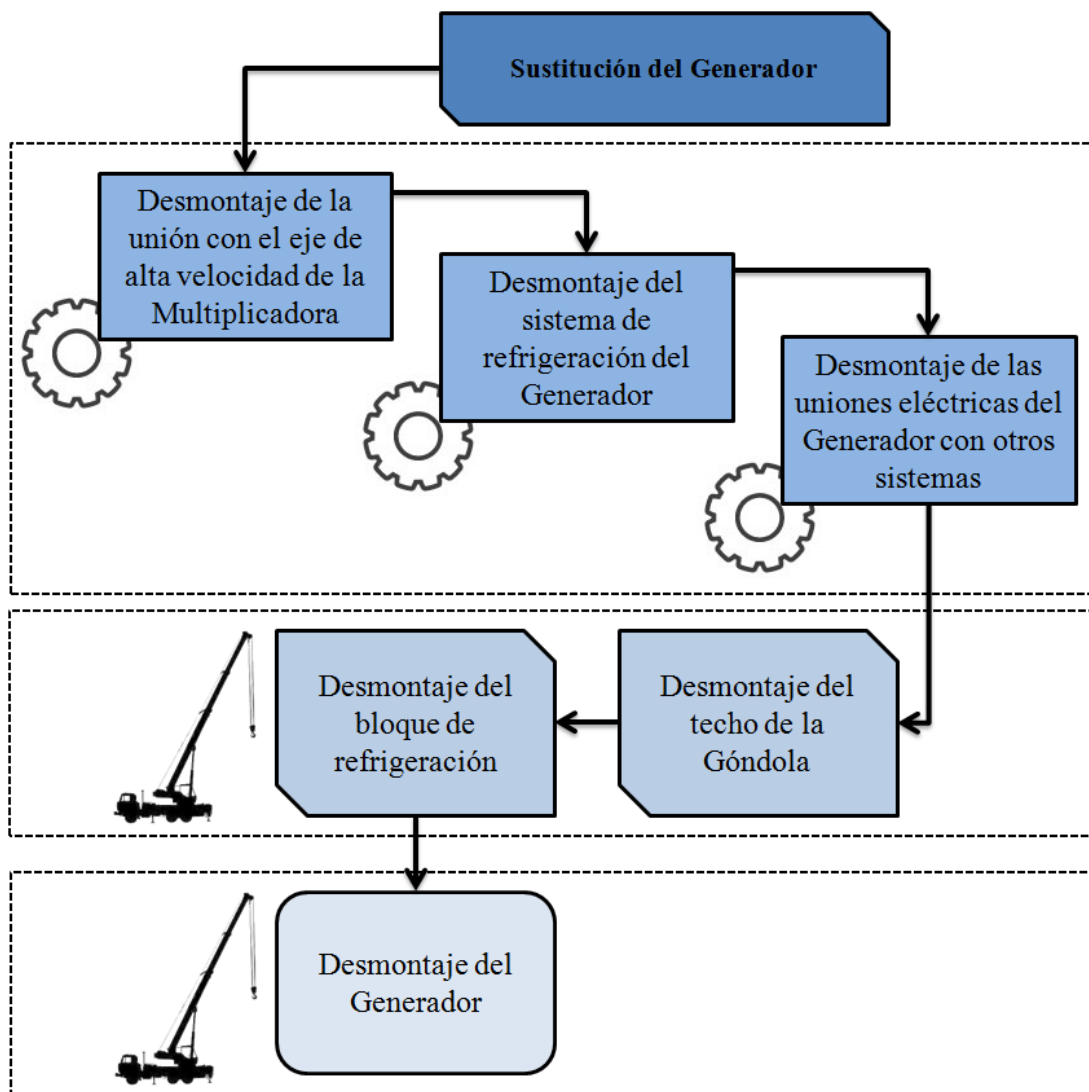 Sustitución del Generador
Desmontaje de la
unión con el eje de
alta velocidad de la
Multiplicadora
Desmontaje del
sistema de
refrigeración del
Generador
Desmontaje de las
uniones eléctricas del
Generador con otros
sistemas
Desmontaje del
techo de la
Góndola
Desmontaje del
bloque de
refrigeración
Desmontaje del
Generador